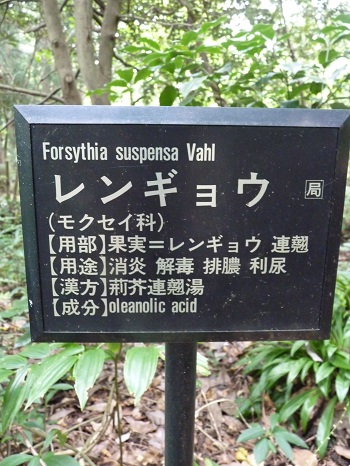 Forsythia suspensa Vahl
レンギョウ 局
(モクセイ科)
【用部】果実=レンギョウ 連翹
【用途】消炎 解毒 排膿 利尿
【漢方】荊芥連翹湯
【成分】oleanolic acid